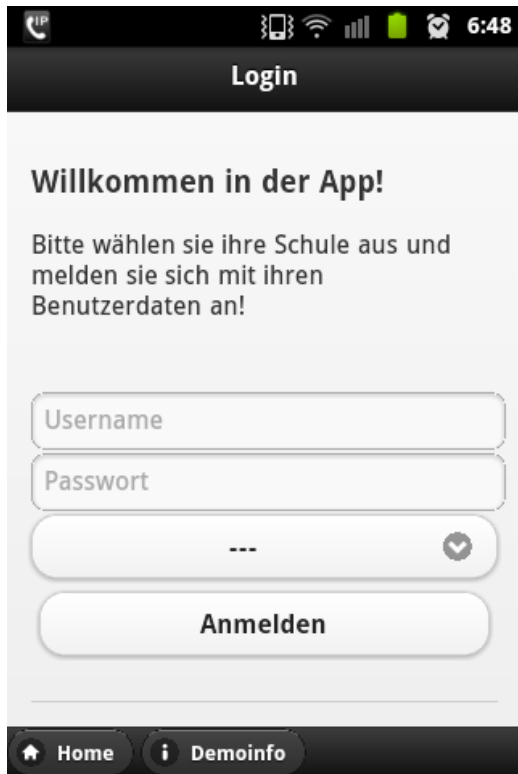 IP
6:48
Login
Willkommen in der App!
Bitte wählen sie ihre Schule aus und
melden sie sich mit ihren
Benutzerdaten an!
Username
Passwort
---
Anmelden
Home
Demoinfo